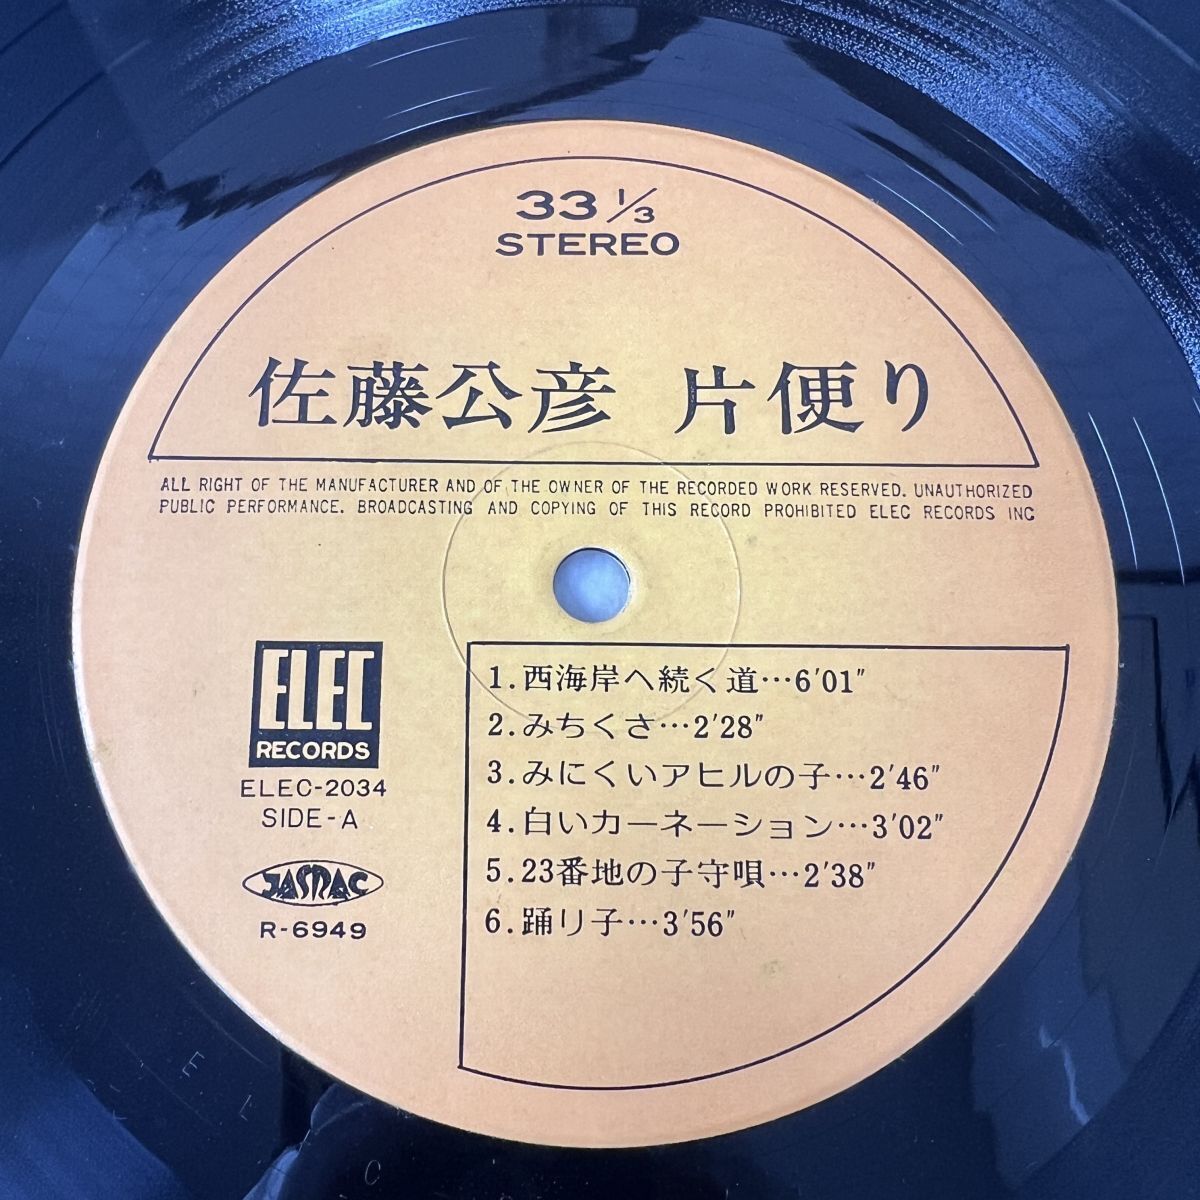 33 1/3
STEREO
佐藤公彦 片便り
ALL RIGHT OF THE MANUFACTURER AND OF THE OWNER OF THE RECORDED WORK RESERVED. UNAUTHORIZED
PUBLIC PERFORMANCE. BROADCASTING AND COPYING OF THIS RECORD PROHIBITED ELEC RECORDS INC
ELEC
RECORDS
ELEC-2034
SIDE-A
JASRAC
R-6949
1.西海岸へ続く道…6'01"
2.みちくさ…2'28"
3.みにくいアヒルの子…2'46"
4.白いカーネーション…3'02"
5.23番地の子守唄…2'38"
6.踊り子…3'56"